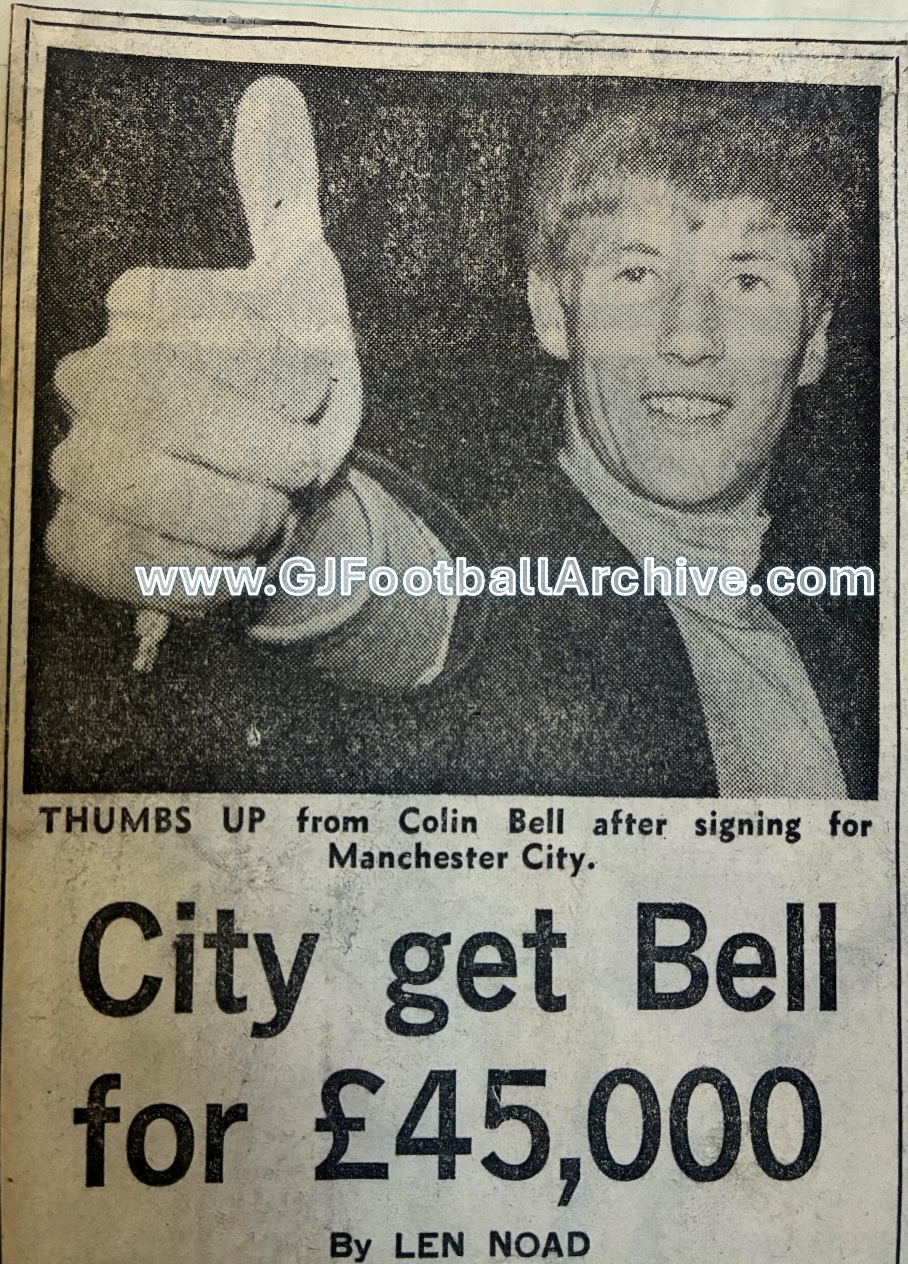 www.GJFootballArchive.com
THUMBS UP from Colin Bell after signing for
Manchester City.
City get Bell
for £45,000
By LEN NOAD